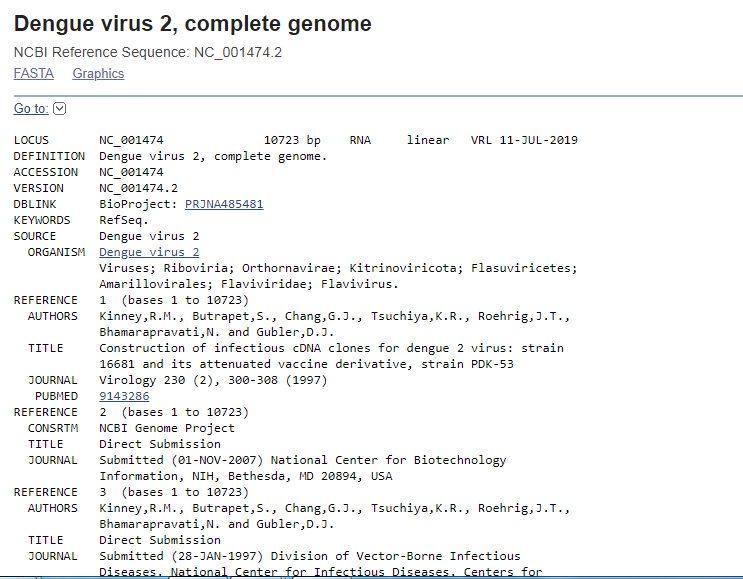 Dengue virus 2, complete genome
NCBI Reference Sequence: NC_001474.2
FASTA Graphics
Go to:
LOCUS NC_001474 10723 bp RNA linear VRL 11-JUL-2019
DEFINITION Dengue virus 2, complete genome.
ACCESSION NC_001474
VERSION NC_001474.2
DBLINK BioProject: PRJNA485481
KEYWORDS RefSeq.
SOURCE Dengue virus 2
ORGANISM Dengue virus 2
Viruses; Riboviria; Orthornavirae; Kitrinoviricota; Flasuviricetes;
Amarillovirales; Flaviviridae; Flavivirus.
REFERENCE 1 (bases 1 to 10723)
AUTHORS Kinney,R.M., Butrapet,S., Chang,G.J., Tsuchiya,K.R., Roehrig,J.T.,
Bhamarapravati,N. and Gubler,D.J.
TITLE Construction of infectious cDNA clones for dengue 2 virus: strain
16681 and its attenuated vaccine derivative, strain PDK-53
JOURNAL Virology 230 (2), 300-308 (1997)
PUBMED 9143286
REFERENCE 2 (bases 1 to 10723)
CONSRTM NCBI Genome Project
TITLE Direct Submission
JOURNAL Submitted (01-NOV-2007) National Center for Biotechnology
Information, NIH, Bethesda, MD 20894, USA
REFERENCE 3 (bases 1 to 10723)
AUTHORS Kinney,R.M., Butrapet,S., Chang,G.J., Tsuchiya,K.R., Roehrig,J.T.,
Bhamarapravati,N. and Gubler,D.J.
TITLE Direct Submission
JOURNAL Submitted (28-JAN-1997) Division of Vector-Borne Infectious
Diseases, National Center for Infectious Diseases, Centers for